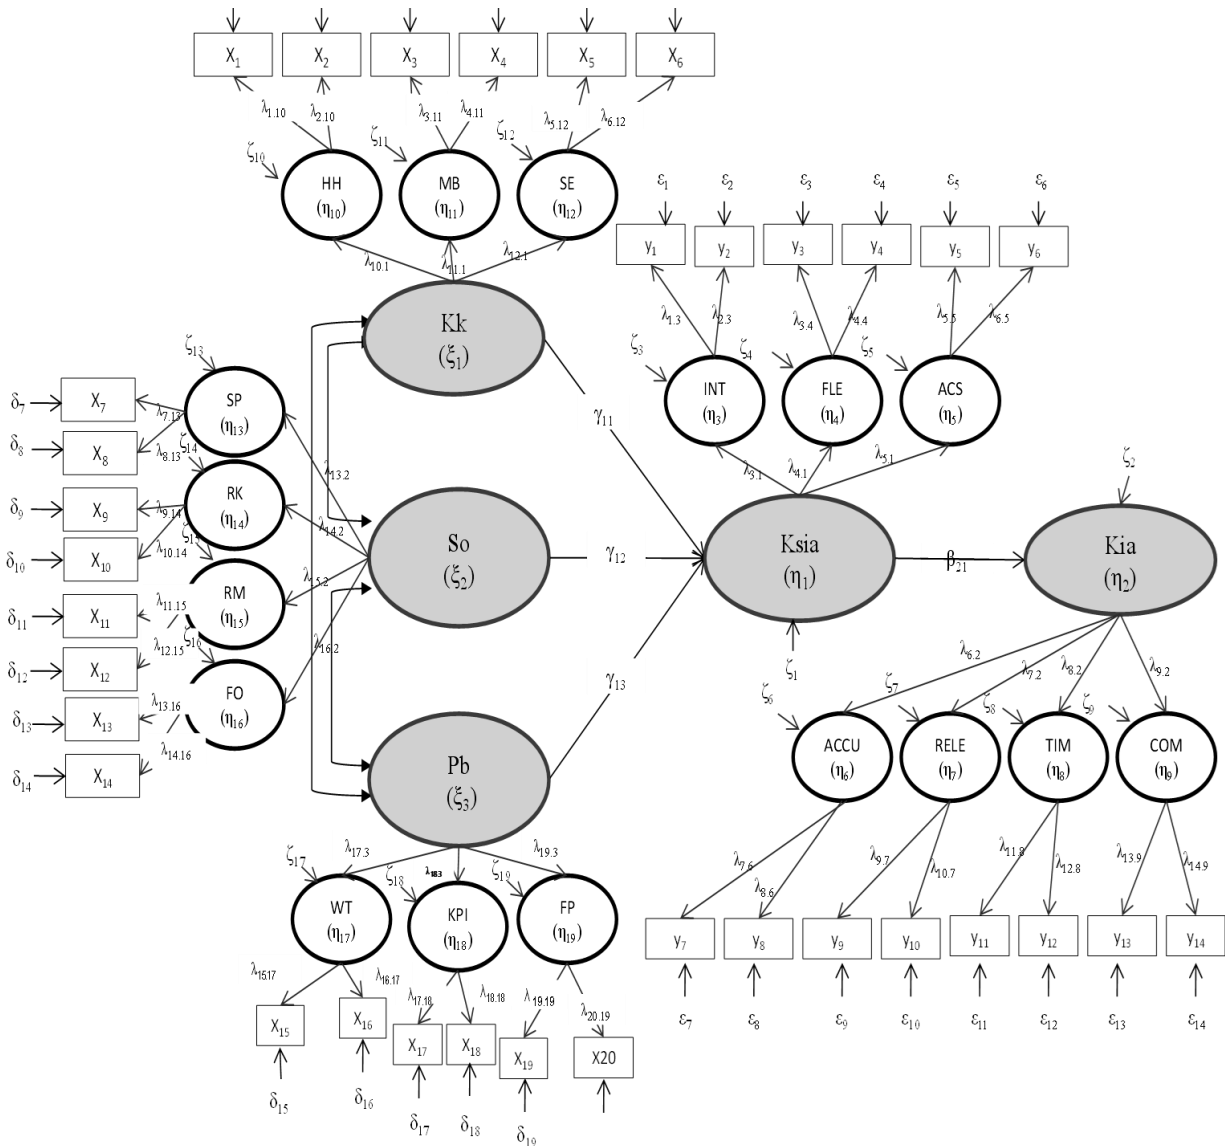 X₁ X₂ X₃ X₄ X₅ X₆
λ₁.₁₀ λ₂.₁₀ λ₃.₁₁ λ₄.₁₁ λ₅.₁₂ λ₆.₁₂
ζ₁₀ ζ₁₁ ζ₁₂
HH MB SE
(η₁₀) (η₁₁) (η₁₂)
λ₁₀.₁ λ₁₁.₁ λ₁₂.₁
Kk
(ξ₁)
ε₁ ε₂ ε₃ ε₄ ε₅ ε₆
y₁ y₂ y₃ y₄ y₅ y₆
λ₁.₃ λ₂.₃ λ₃.₄ λ₄.₄ λ₅.₅ λ₆.₅
ζ₃ ζ₄ ζ₅
INT FLE ACS
(η₃) (η₄) (η₅)
λ₃.₁ λ₄.₁ λ₅.₁
ζ₁₃
SP
(η₁₃)
δ₇ X₇ λ₇.₁₃
δ₈ X₈ λ₈.₁₃
ζ₁₄
RK
(η₁₄)
δ₉ X₉ λ₉.₁₄
δ₁₀ X₁₀ λ₁₀.₁₄
RM
(η₁₅)
δ₁₁ X₁₁ λ₁₁.₁₅
δ₁₂ X₁₂ λ₁₂.₁₅
ζ₁₆
FO
(η₁₆)
δ₁₃ X₁₃ λ₁₃.₁₆
δ₁₄ X₁₄ λ₁₄.₁₆
λ₁₃.₂
λ₁₄.₂
λ₁₅.₂
λ₁₆.₂
So
(ξ₂)
Pb
(ξ₃)
γ₁₁
γ₁₂
γ₁₃
Ksia
(η₁)
ζ₁
β₂₁
ζ₂
Kia
(η₂)
λ₆.₂ λ₇.₂ λ₈.₂ λ₉.₂
ζ₆ ζ₇ ζ₈ ζ₉
ACCU RELE TIM COM
(η₆) (η₇) (η₈) (η₉)
λ₇.₆ λ₈.₆ λ₉.₇ λ₁₀.₇ λ₁₁.₈ λ₁₂.₈ λ₁₃.₉ λ₁₄.₉
y₇ y₈ y₉ y₁₀ y₁₁ y₁₂ y₁₃ y₁₄
ε₇ ε₈ ε₉ ε₁₀ ε₁₁ ε₁₂ ε₁₃ ε₁₄
λ₁₇.₃ λ₁₈₃ λ₁₉.₃
ζ₁₇ ζ₁₈ ζ₁₉
WT KPI FP
(η₁₇) (η₁₈) (η₁₉)
λ₁₅.₁₇ λ₁₆.₁₇ λ₁₇.₁₈ λ₁₈.₁₈ λ₁₉.₁₉ λ₂₀.₁₉
X₁₅ X₁₆ X₁₇ X₁₈ X₁₉ X20
δ₁₅ δ₁₆ δ₁₇ δ₁₈ δ₁₉